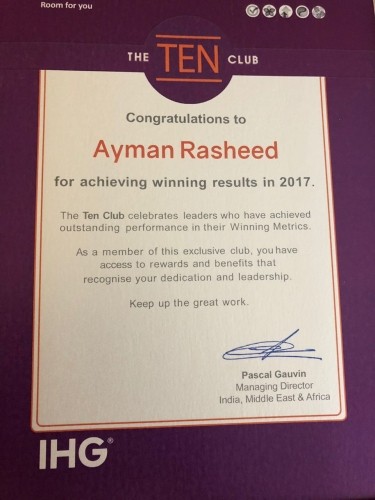 Room for you
THE TEN CLUB
Congratulations to
Ayman Rasheed
for achieving winning results in 2017.
The Ten Club celebrates leaders who have achieved
outstanding performance in their Winning Metrics.
As a member of this exclusive club, you have
access to rewards and benefits that
recognise your dedication and leadership.
Keep up the great work.
Pascal Gauvin
Managing Director
India, Middle East & Africa
IHG®